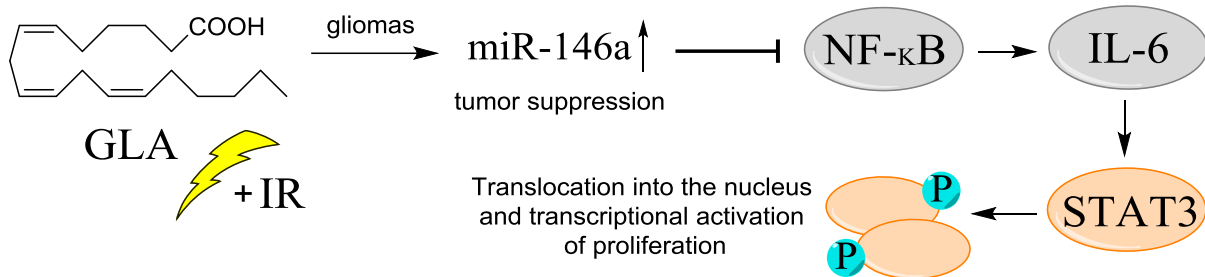 COOH
gliomas
miR-146a
tumor suppression
NF-κB
IL-6
GLA
+ IR
Translocation into the nucleus
and transcriptional activation
of proliferation
P
P
STAT3